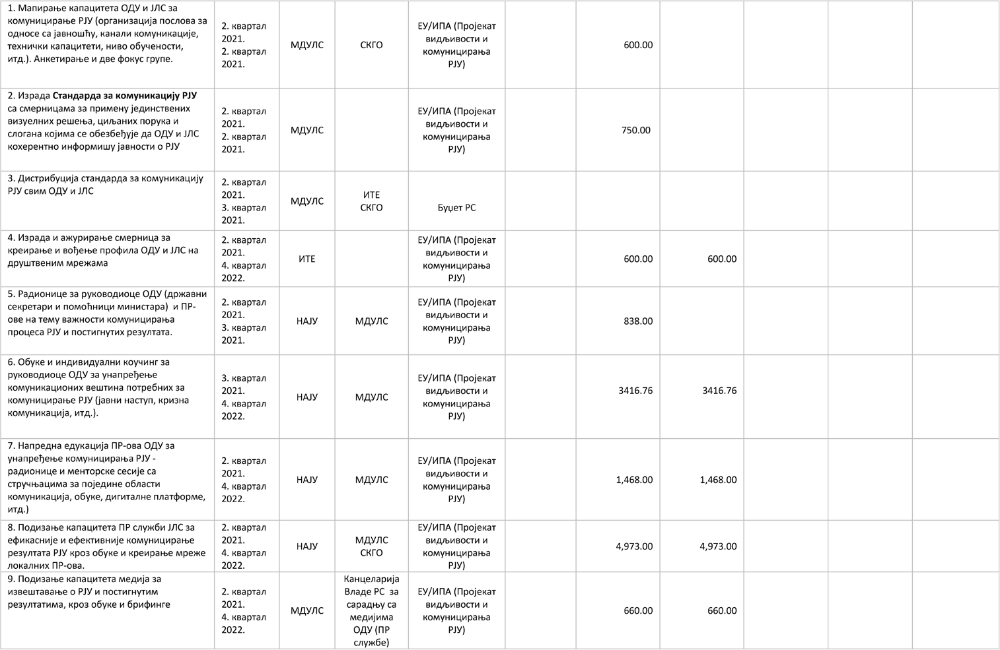 1. Мапирање капацитета ОДУ и ЈЛС за
комуницирање РЈУ (организација послова за
односе са јавношћу, канали комуникације,
технички капацитети, ниво обучености,
итд.). Анкетирање и две фокус групе.
2. квартал
2021.
2. квартал
2021.
МДУЛС
СКГО
ЕУ/ИПА (Пројекат
видљивости и
комуницирања
РЈУ)
600.00
2. Израда Стандарда за комуникацију РЈУ
са смерницама за примену јединствених
визуелних решења, циљаних порука и
слогана којима се обезбеђује да ОДУ и ЈЛС
кохерентно информишу јавности о РЈУ
2. квартал
2021.
2. квартал
2021.
МДУЛС
ЕУ/ИПА (Пројекат
видљивости и
комуницирања
РЈУ)
750.00
3. Дистрибуција стандарда за комуникацију
РЈУ свим ОДУ и ЈЛС
2. квартал
2021.
3. квартал
2021.
МДУЛС
ИТЕ
СКГО
Буџет РС
4. Израда и ажурирање смерница за
креирање и вођење профила ОДУ и ЈЛС на
друштвеним мрежама
2. квартал
2021.
4. квартал
2022.
ИТЕ
ЕУ/ИПА (Пројекат
видљивости и
комуницирања
РЈУ)
600.00
600.00
5. Радионице за руководиоце ОДУ (државни
секретари и помоћници министара)  и ПР-
ове на тему важности комуницирања
процеса РЈУ и постигнутих резултата.
2. квартал
2021.
3. квартал
2021.
НАЈУ
МДУЛС
ЕУ/ИПА (Пројекат
видљивости и
комуницирања
РЈУ)
838.00
6. Обуке и индивидуални коучинг за
руководиоце ОДУ за унапређење
комуникационих вештина потребних за
комуницирање РЈУ (јавни наступ, кризна
комуникација, итд.).
3. квартал
2021.
4. квартал
2022.
НАЈУ
МДУЛС
ЕУ/ИПА (Пројекат
видљивости и
комуницирања
РЈУ)
3416.76
3416.76
7. Напредна едукација ПР-ова ОДУ за
унапређење комуницирања РЈУ -
радионице и менторске сесије са
стручњацима за поједине области
комуникација, обуке, дигиталне платформе,
итд.)
2. квартал
2021.
4. квартал
2022.
НАЈУ
МДУЛС
ЕУ/ИПА (Пројекат
видљивости и
комуницирања
РЈУ)
1,468.00
1,468.00
8. Подизање капацитета ПР служби ЈЛС за
ефикасније и ефективније комуницирање
резултата РЈУ кроз обуке и креирање мреже
локалних ПР-ова.
2. квартал
2021.
4. квартал
2022.
НАЈУ
МДУЛС
СКГО
ЕУ/ИПА (Пројекат
видљивости и
комуницирања
РЈУ)
4,973.00
4,973.00
9. Подизање капацитета медија за
извештавање о РЈУ и постигнутим
резултатима, кроз обуке и брифинге
2. квартал
2021.
4. квартал
2022.
МДУЛС
Канцеларија
Владе РС  за
сарадњу са
медијима
ОДУ (ПР
службе)
ЕУ/ИПА (Пројекат
видљивости и
комуницирања
РЈУ)
660.00
660.00